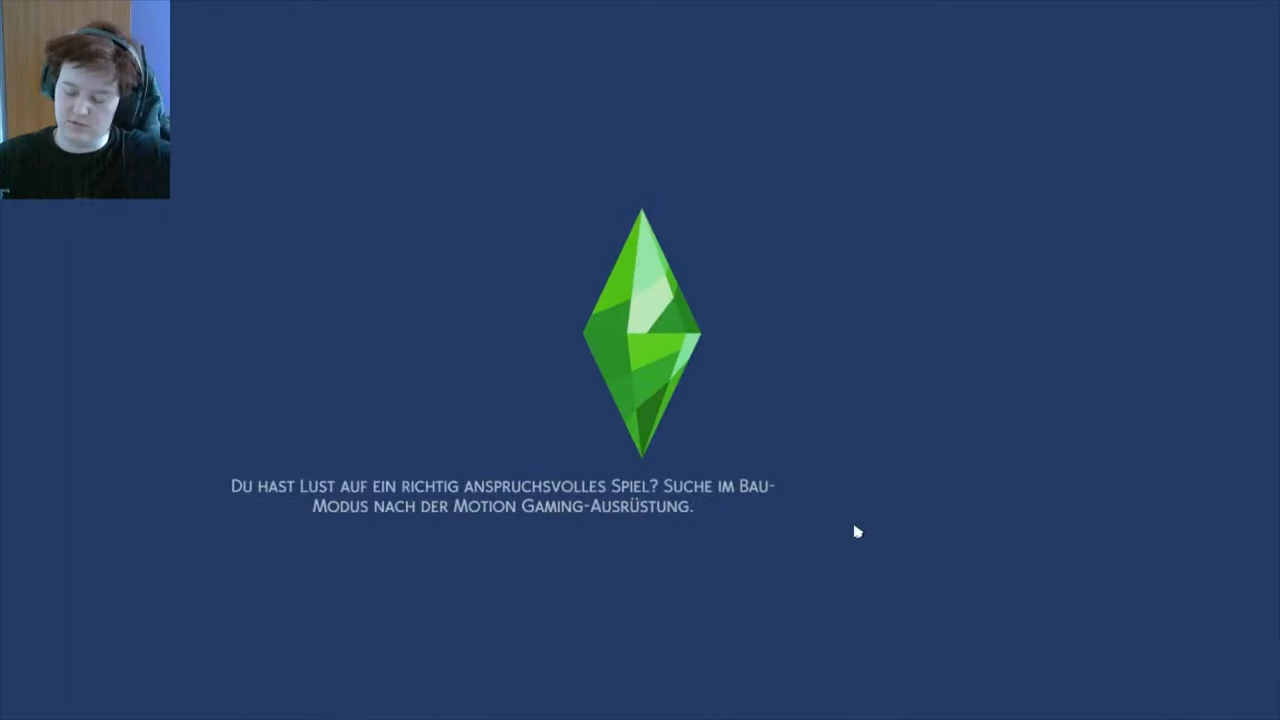 Du hast Lust auf ein richtig anspruchsvolles Spiel? Suche im Bau-
Modus nach der Motion Gaming-Ausrüstung.